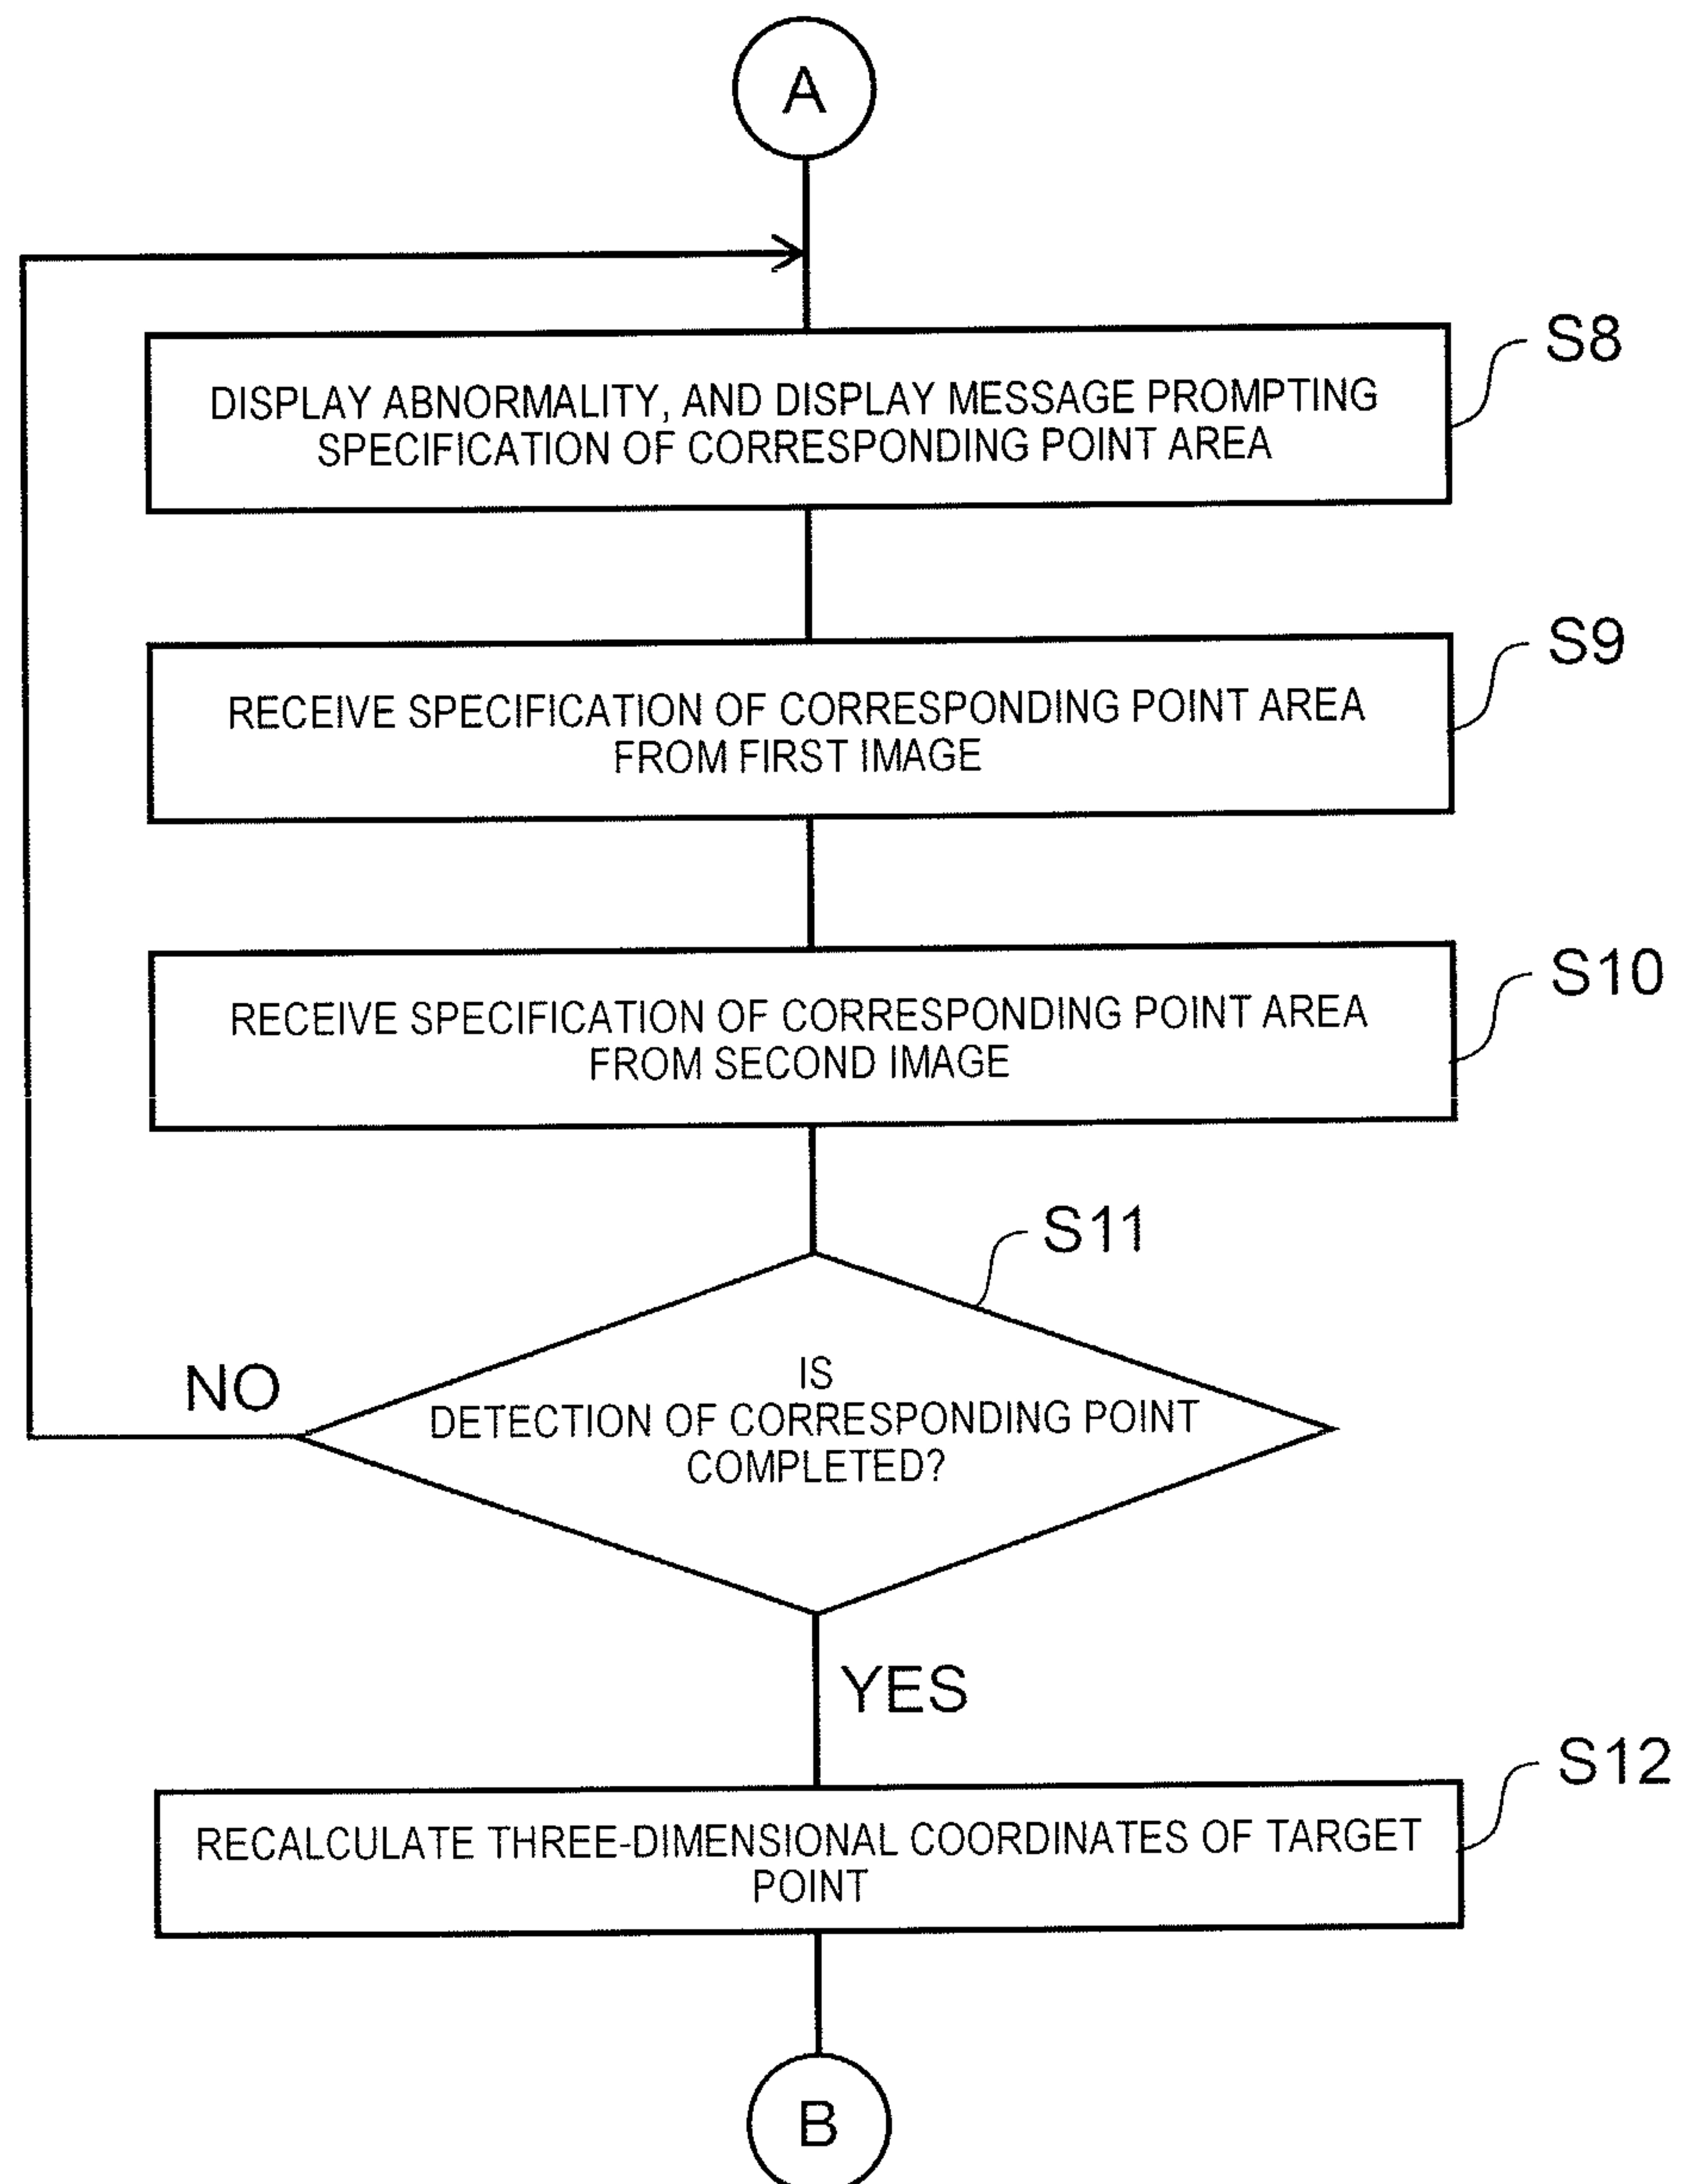 A
S8
DISPLAY ABNORMALITY, AND DISPLAY MESSAGE PROMPTING
SPECIFICATION OF CORRESPONDING POINT AREA
S9
RECEIVE SPECIFICATION OF CORRESPONDING POINT AREA
FROM FIRST IMAGE
S10
RECEIVE SPECIFICATION OF CORRESPONDING POINT AREA
FROM SECOND IMAGE
S11
NO
IS
DETECTION OF CORRESPONDING POINT
COMPLETED?
YES
S12
RECALCULATE THREE-DIMENSIONAL COORDINATES OF TARGET
POINT
B